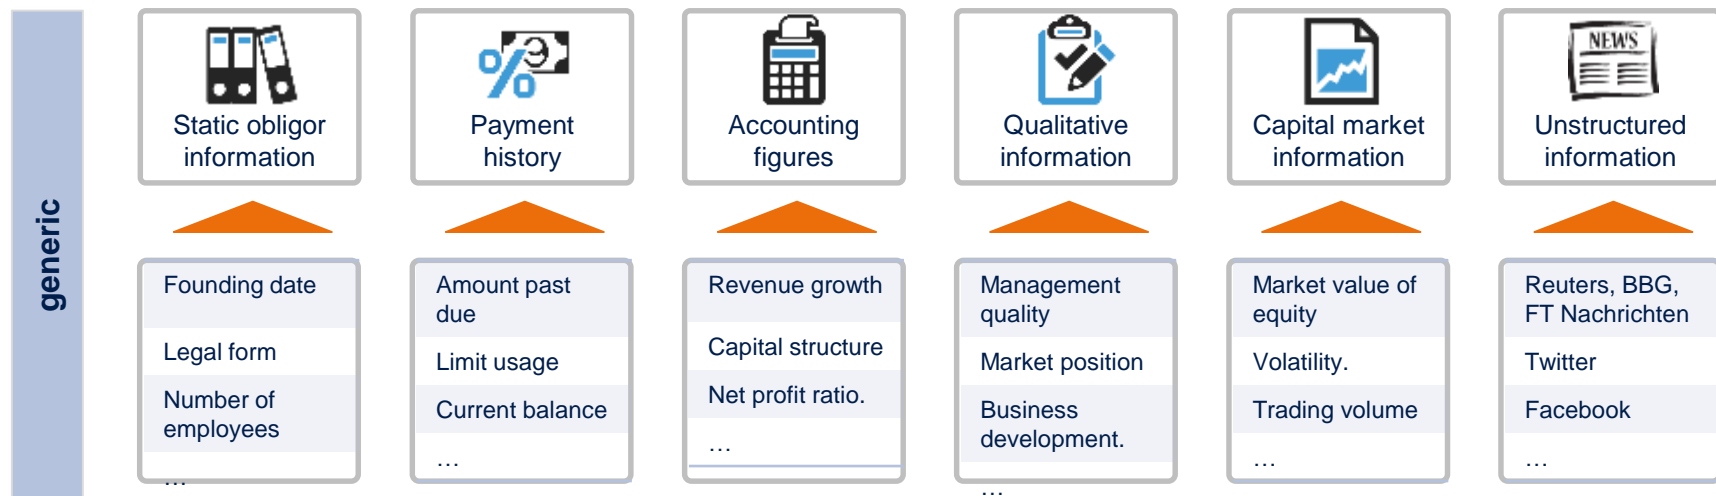 generic
Static obligor
information
Founding date
Legal form
Number of
employees
…
Payment
history
Amount past
due
Limit usage
Current balance
…
Accounting
figures
Revenue growth
Capital structure
Net profit ratio.
…
Qualitative
information
Management
quality
Market position
Business
development.
…
Capital market
information
Market value of
equity
Volatility.
Trading volume
…
NEWS
Unstructured
information
Reuters, BBG,
FT Nachrichten
Twitter
Facebook
…